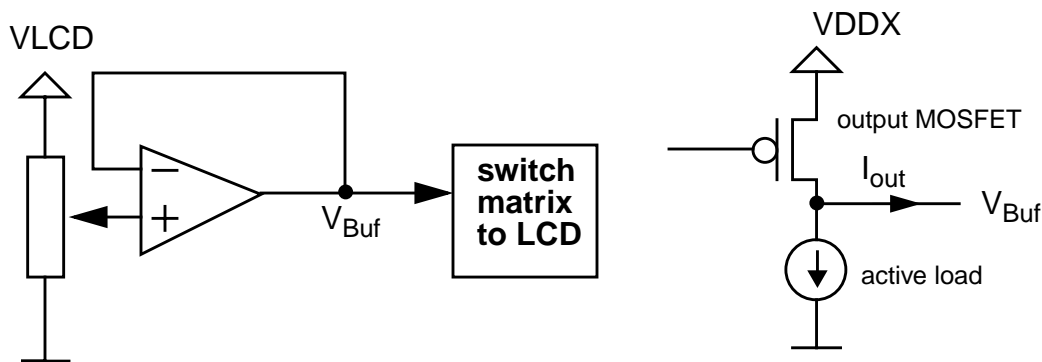 VLCD
−
+
VBuf
switch
matrix
to LCD
VDDX
output MOSFET
Iout
VBuf
active load